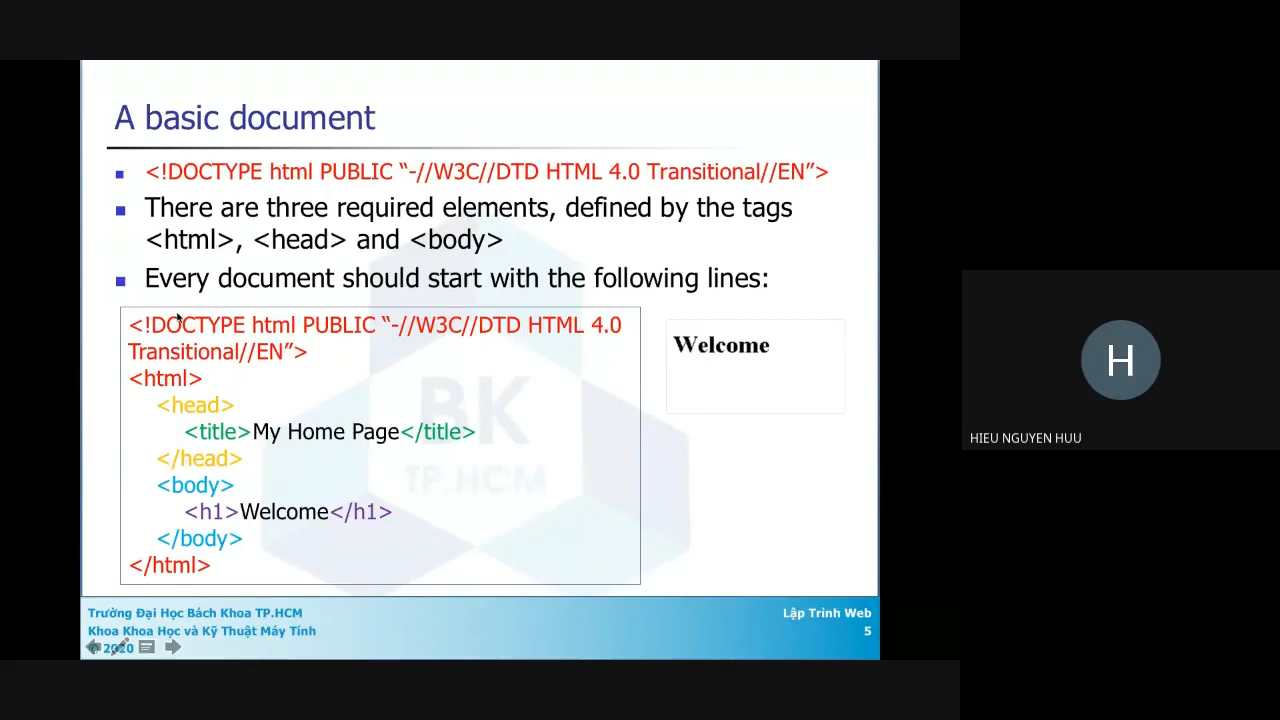 A basic document
<!DOCTYPE html PUBLIC “-//W3C//DTD HTML 4.0 Transitional//EN”>
There are three required elements, defined by the tags
<html>, <head> and <body>
Every document should start with the following lines:
<!DOCTYPE html PUBLIC “-//W3C//DTD HTML 4.0
Transitional//EN”>
<html>
<head>
<title>My Home Page</title>
</head>
<body>
<h1>Welcome</h1>
</body>
</html>
Welcome
BK
TP.HCM
Trường Đại Học Bách Khoa TP.HCM
Khoa Khoa Học và Kỹ Thuật Máy Tính
© 2020
Lập Trình Web
5
H
HIEU NGUYEN HUU